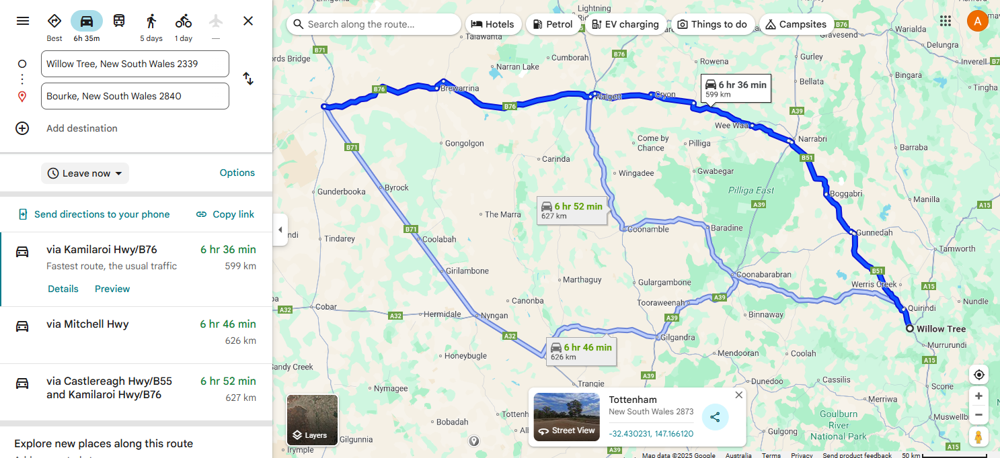 Best
6h 35m
5 days
1 day
—
Willow Tree, New South Wales 2339
Bourke, New South Wales 2840
Add destination
Leave now
Options
Send directions to your phone
Copy link
via Kamilaroi Hwy/B76
6 hr 36 min
Fastest route, the usual traffic
599 km
Details
Preview
via Mitchell Hwy
6 hr 46 min
626 km
via Castlereagh Hwy/B55
and Kamilaroi Hwy/B76
6 hr 52 min
627 km
Explore new places along this route
Search along the route...
Hotels
Petrol
EV charging
Things to do
Campsites
A
Lightning
Ridge
B76
Gravesend
Warialda
Delungra
B71
Narran Lake
Cumborah
B76
Rowena
Gurley
Inverell
Bingara
Bellata
Tingha
6 hr 36 min
599 km
B76
Brewarrina
B76
Walgett
Cryon
A39
Wee Waa
Narrabri
B71
Gongolgon
Come by
Chance
Pilliga
Barraba
Carinda
B51
Wingadee
Gwabegar
Byrock
Gunderbooka
Pilliga East
Boggabri
Manilla
A15
A39
6 hr 52 min
627 km
The Marra
B71
Coonamble
Baradine
Gunnedah
Tindarey
Coolabah
Tamworth
Girilambone
Marthaguy
Coonabarabran
B51
Gulargambone
Werris Creek
A15
A39
Canonba
Tooraweenah
Nundle
A32
Cobar
A32
Hermidale
Nyngan
A39
Binnaway
Quirindi
A32
Willow Tree
Gilgandra
6 hr 46 min
626 km
Murrurundi
Honeybugle
Mendooran
Coolah
A15
A39
Trangie
Dunedoo
Cassilis
Scone
Nymagee
Merriwa
Bobadah
Gilgunnia
Goulburn
River
National Park
Gulgong
A15
A39
Layers
Street View
Tottenham
New South Wales 2873
-32.430231, 147.166120
Map data ©2025 Google
Australia
Terms
Privacy
Send product feedback
50 km